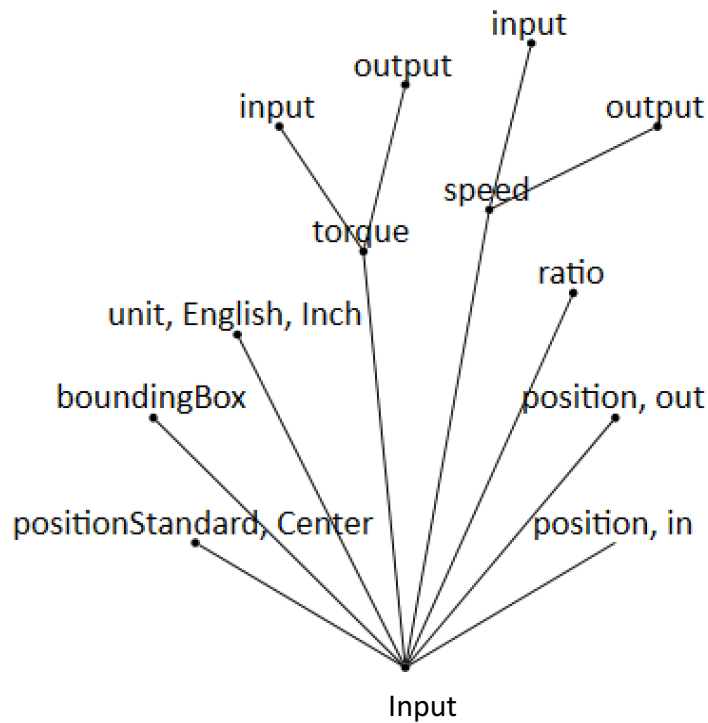 input
output
input
output
speed
torque
ratio
unit, English, Inch
boundingBox
position, out
positionStandard, Center
position, in
Input